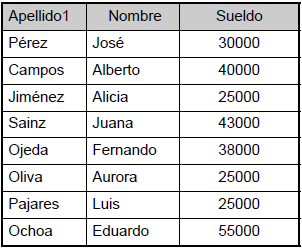 Apellido1 Nombre Sueldo
Pérez José 30000
Campos Alberto 40000
Jiménez Alicia 25000
Sainz Juana 43000
Ojeda Fernando 38000
Oliva Aurora 25000
Pajares Luis 25000
Ochoa Eduardo 55000